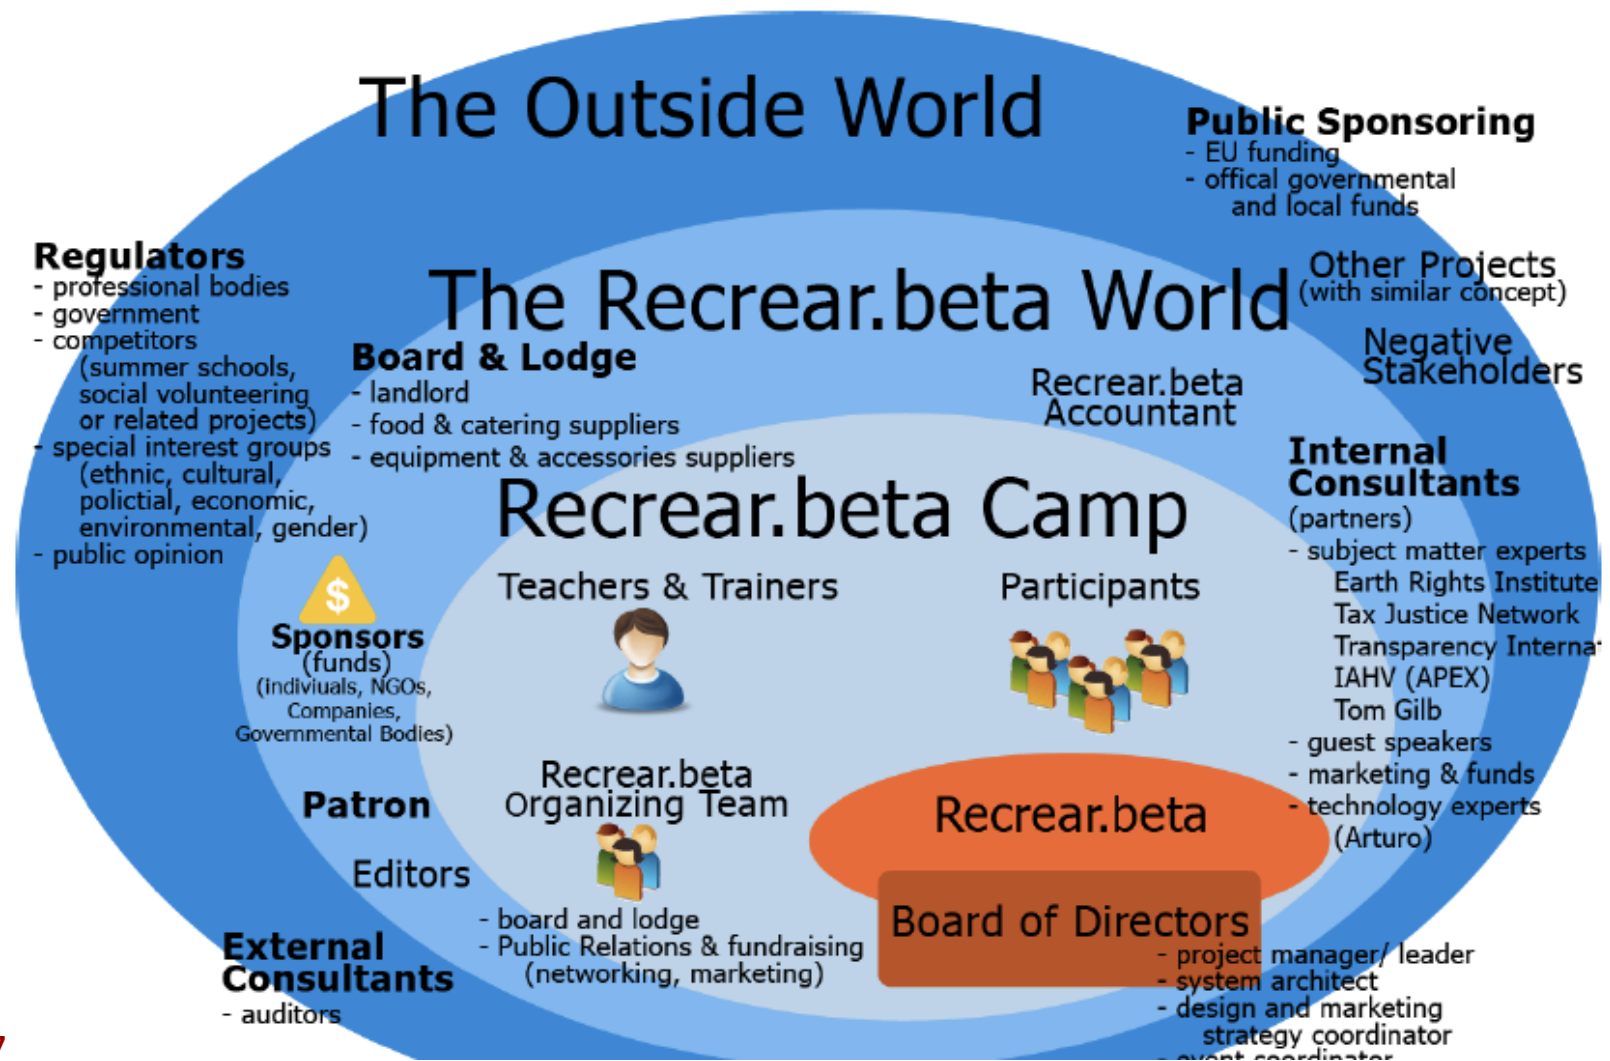 The Outside World
Public Sponsoring
- EU funding
- offical governmental
and local funds
Regulators
- professional bodies
- government
- competitors
(summer schools,
social volunteering
or related projects)
- special interest groups
(ethnic, cultural,
polictial, economic,
environmental, gender)
- public opinion
The Recrear.beta World
Other Projects
(with similar concept)
Negative
Stakeholders
Board & Lodge
- landlord
- food & catering suppliers
- equipment & accessories suppliers
Recrear.beta
Accountant
Internal
Consultants
(partners)
- subject matter experts
Earth Rights Institute
Tax Justice Network
Transparency Interna
IAHV (APEX)
Tom Gilb
- guest speakers
- marketing & funds
- technology experts
(Arturo)
Recrear.beta Camp
Teachers & Trainers
Participants
$
Sponsors
(funds)
(indiviuals, NGOs,
Companies,
Governmental Bodies)
Patron
Editors
Recrear.beta
Organizing Team
- board and lodge
- Public Relations & fundraising
(networking, marketing)
Recrear.beta
Board of Directors
- project manager/ leader
- system architect
- design and marketing
strategy coordinator
- event coordinator
External
Consultants
- auditors